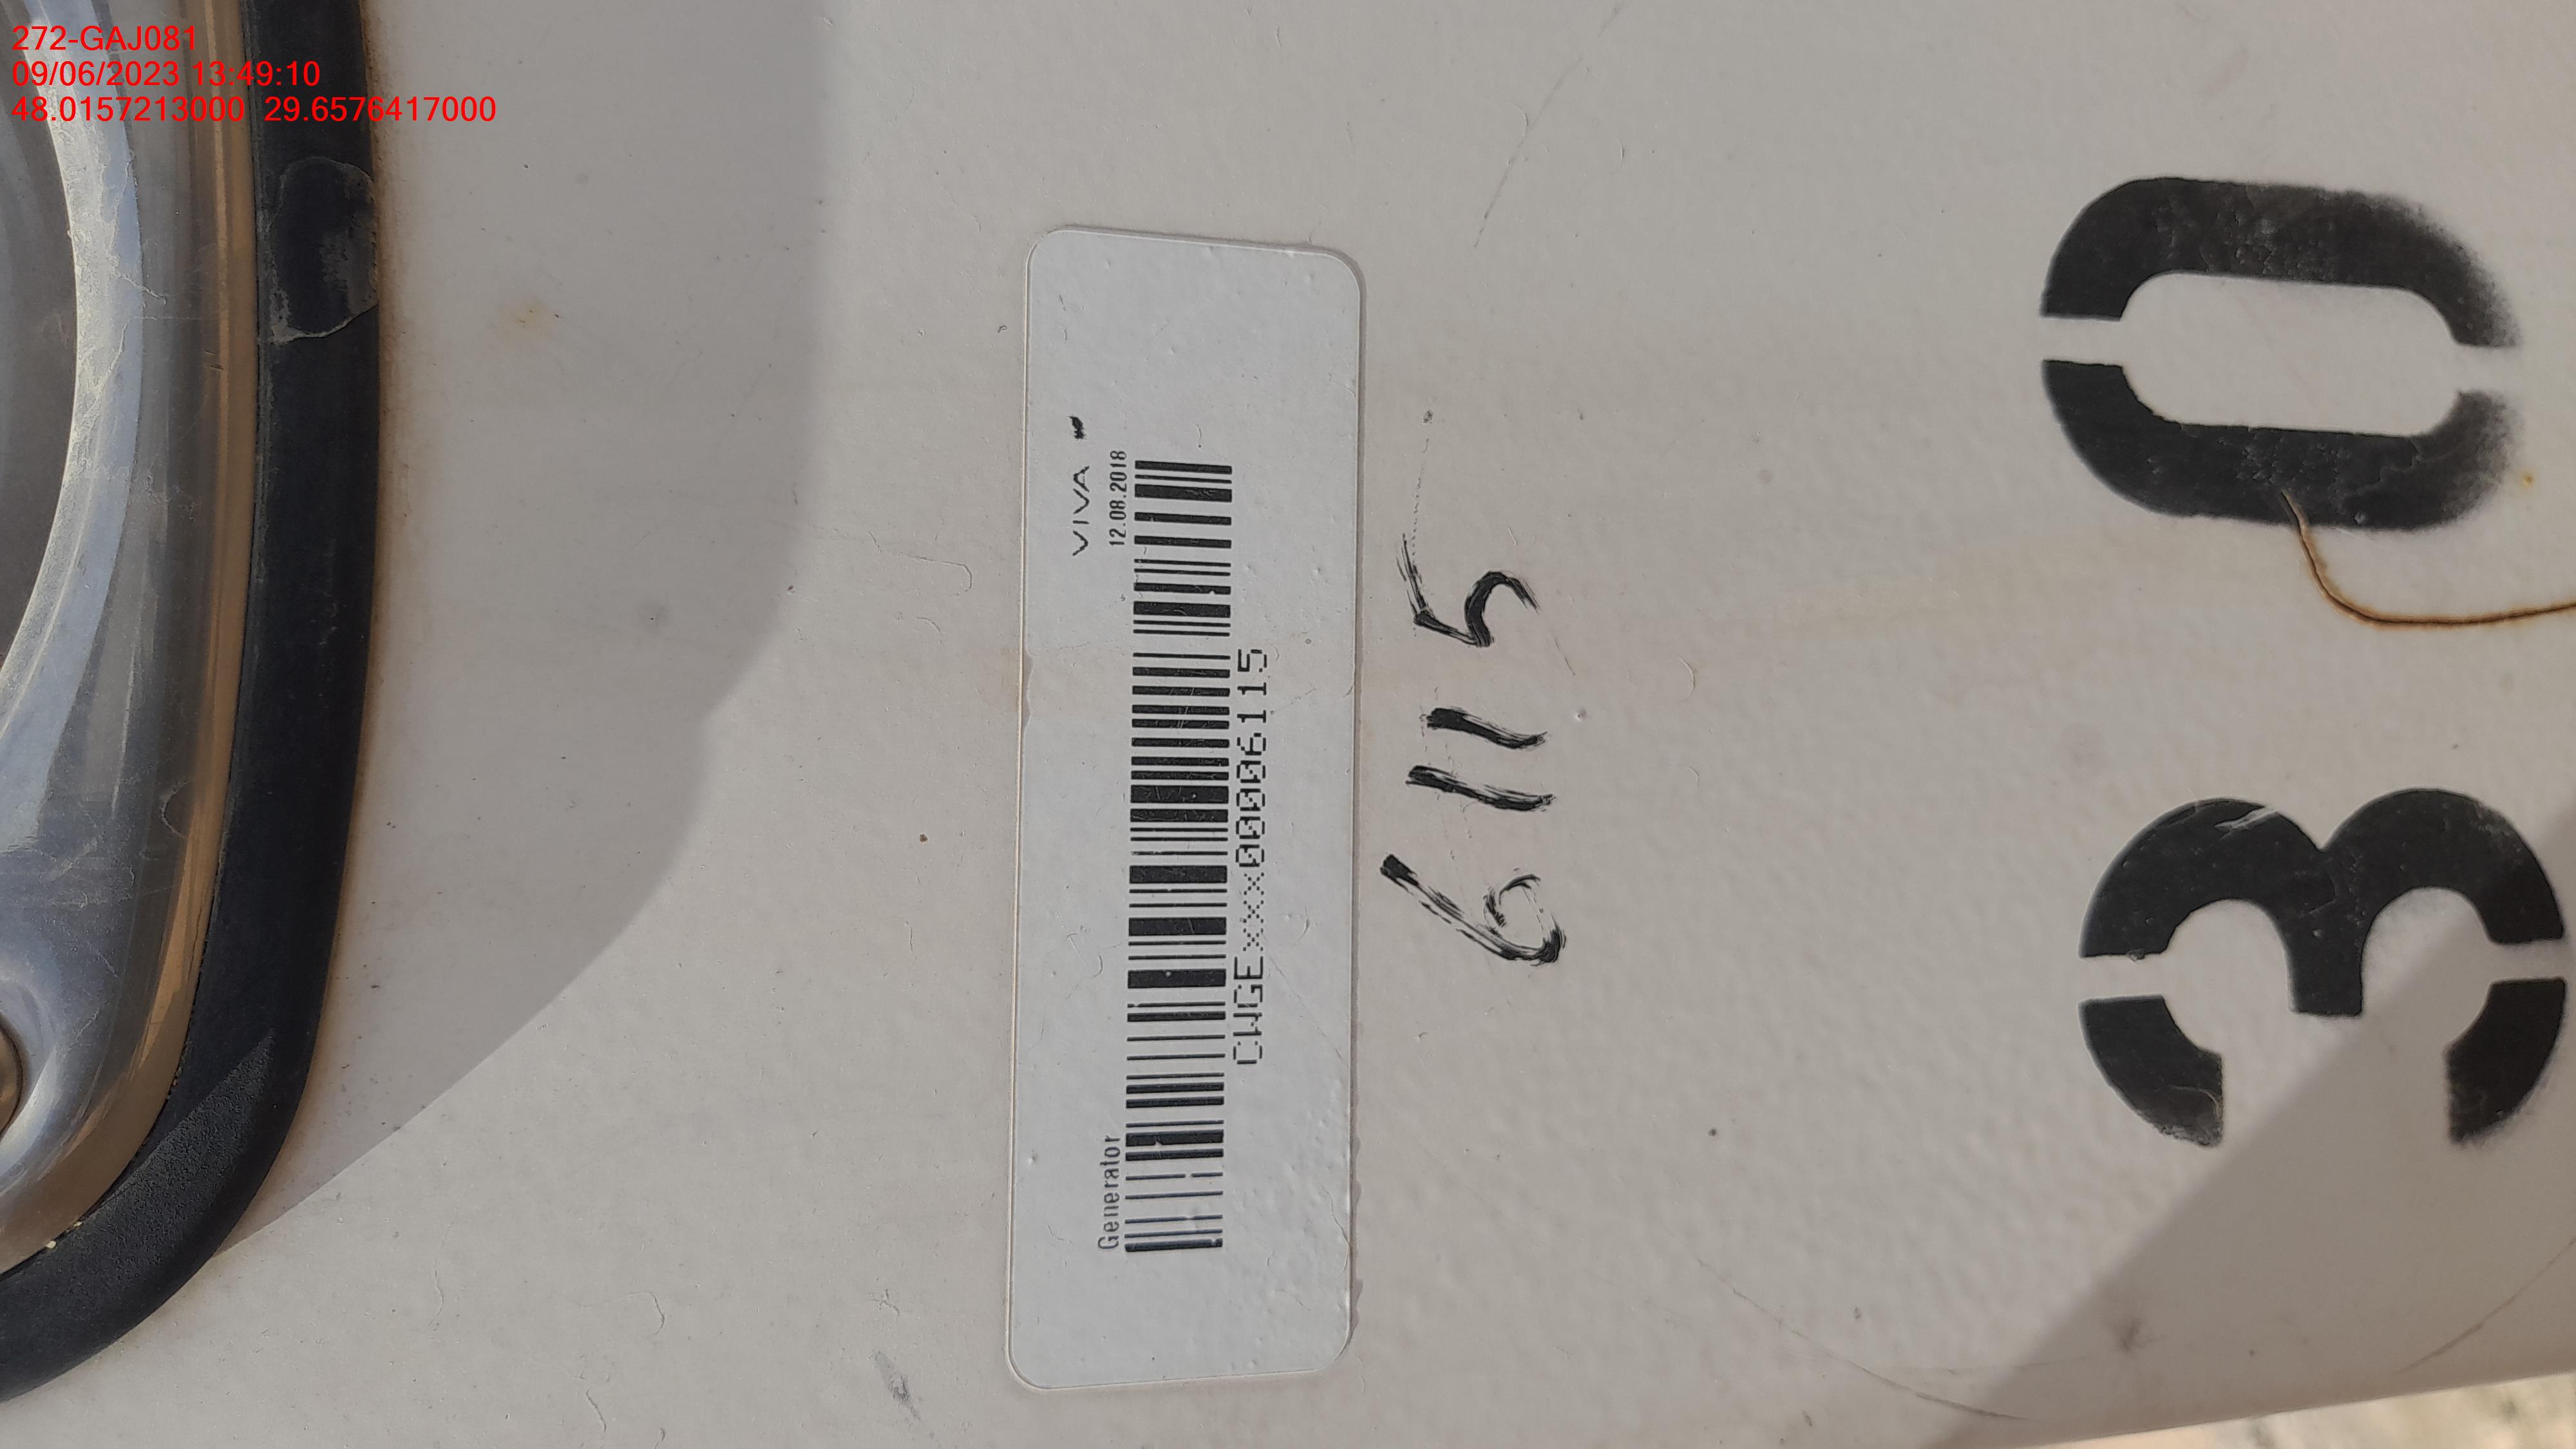 272-GAJ081
09/06/2023 13:49:10
48.0157213000 29.6576417000
VIVA
12.08.2018
Generator
CWGExxxx00006115
6115
30